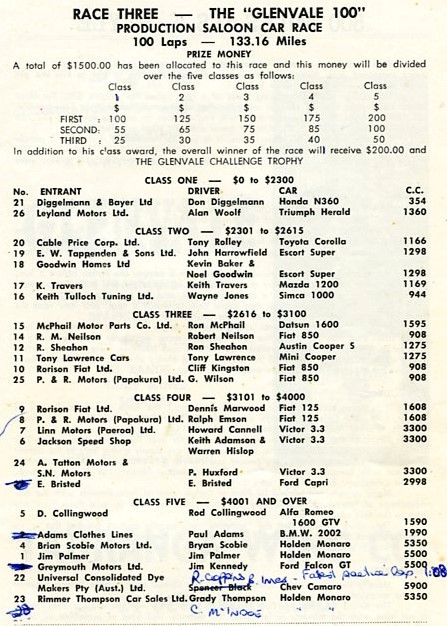 RACE THREE — THE "GLENVALE 100"
PRODUCTION SALOON CAR RACE
100 Laps — 133.16 Miles
PRIZE MONEY
A total of $1500.00 has been allocated to this race and this money will be divided
over the five classes as follows:
Class Class Class Class Class
1 2 3 4 5
$ $ $ $ $
FIRST : 100 125 150 175 200
SECOND: 55 65 75 85 100
THIRD : 25 30 35 40 50
In addition to his class award, the overall winner of the race will receive $200.00 and
THE GLENVALE CHALLENGE TROPHY
CLASS ONE — $0 to $2300
No. ENTRANT DRIVER CAR C.C.
21 Diggelmann & Bayer Ltd Don Diggelmann Honda N360 354
26 Leyland Motors Ltd. Alan Woolf Triumph Herald 1360
CLASS TWO — $2301 to $2615
20 Cable Price Corp. Ltd. Tony Rolley Toyota Corolla 1166
19 E. W. Tappenden & Sons Ltd. John Harrowfield Escort Super 1298
18 Goodwin Homes Ltd Kevin Baker &
Noel Goodwin Escort Super 1298
17 K. Travers Keith Travers Mazda 1200 1169
16 Keith Tulloch Tuning Ltd. Wayne Jones Simca 1000 944
CLASS THREE — $2616 to $3100
15 McPhail Motor Parts Co. Ltd. Ron McPhail Datsun 1600 1595
14 R. M. Neilson Robert Neilson Fiat 850 908
12 R. Sheahon Ron Sheahon Austin Cooper S 1275
11 Tony Lawrence Cars Tony Lawrence Mini Cooper 1275
10 Rorison Fiat Ltd. Cliff Kingston Fiat 850 908
25 P. & R. Motors (Papakura) Ltd. G. Wilson Fiat 850 908
CLASS FOUR — $3101 to $4000
9 Rorison Fiat Ltd. Dennis Marwood Fiat 125 1608
8 P. & R. Motors (Papakura) Ltd. Ralph Emson Fiat 125 1608
7 Linn Motors (Paeroa) Ltd. Howard Cannell Victor 3.3 3300
6 Jackson Speed Shop Keith Adamson & Victor 3.3 3300
Warren Hislop
24 A. Tatton Motors &
S.N. Motors P. Huxford Victor 3.3 3300
E. Bristed E. Bristed Ford Capri 2998
CLASS FIVE — $4001 AND OVER
5 D. Collingwood Rod Collingwood Alfa Romeo
1600 GTV 1590
2 Adams Clothes Lines Paul Adams B.M.W. 2002 1990
4 Brian Scobie Motors Ltd. Bryan Scobie Holden Monaro 5350
1 Jim Palmer Jim Palmer Holden Monaro 5500
Greymouth Motors Ltd. Jim Kennedy Ford Falcon GT 5500
R. Coppins & E. Innes - Fastest practice lap. 1:08
22 Universal Consolidated Dye
Makers Pty (Aust.) Ltd. Spencer Black Chev Camaro 5900
23 Rimmer Thompson Car Sales Ltd. Grady Thompson Holden Monaro 5350